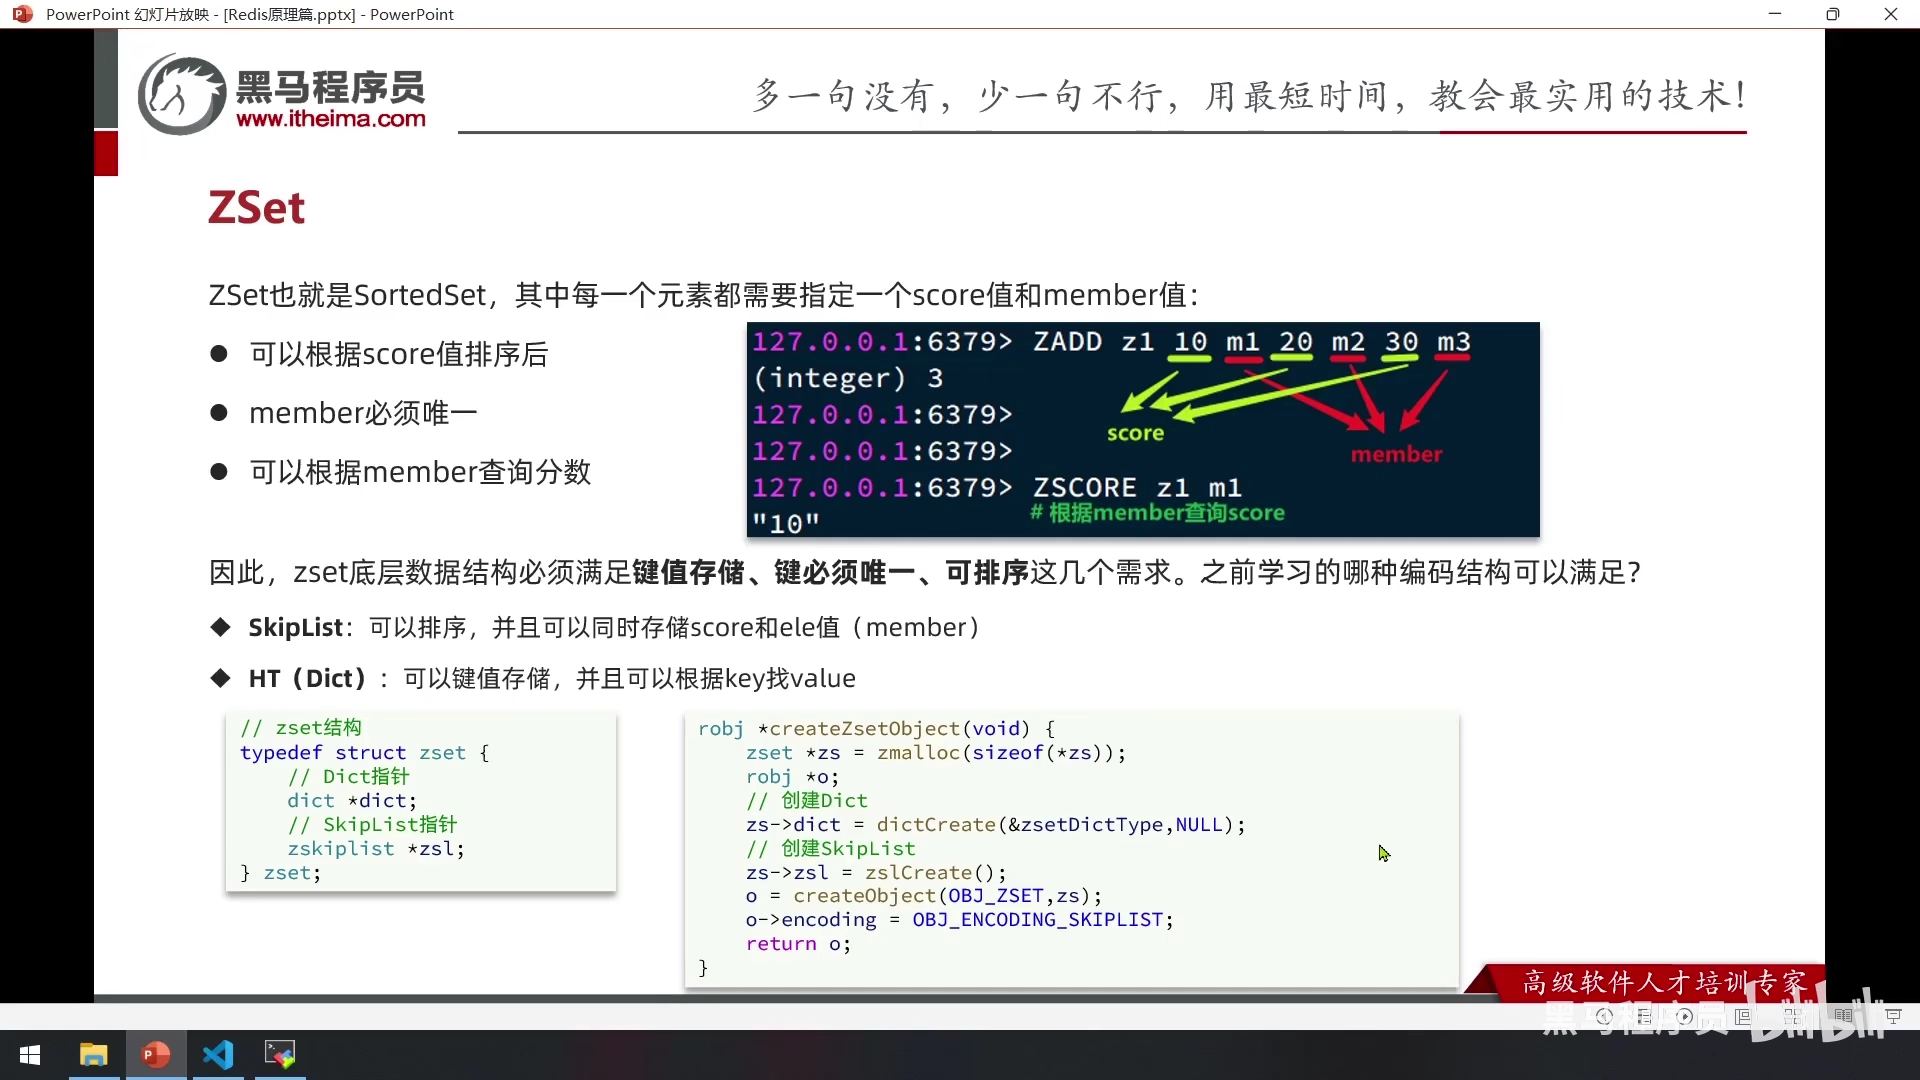 PowerPoint 幻灯片放映 - [Redis原理篇.pptx] - PowerPoint
黑马程序员
www.itheima.com
多一句没有，少一句不行，用最短时间，教会最实用的技术！
ZSet
ZSet也就是SortedSet，其中每一个元素都需要指定一个score值和member值：
● 可以根据score值排序后
● member必须唯一
● 可以根据member查询分数
127.0.0.1:6379> ZADD z1 10 m1 20 m2 30 m3
(integer) 3
127.0.0.1:6379>
score
127.0.0.1:6379>
member
127.0.0.1:6379> ZSCORE z1 m1
# 根据member查询score
"10"
因此，zset底层数据结构必须满足键值存储、键必须唯一、可排序这几个需求。之前学习的哪种编码结构可以满足？
◆ SkipList：可以排序，并且可以同时存储score和ele值（member）
◆ HT（Dict）：可以键值存储，并且可以根据key找value
// zset结构
typedef struct zset {
// Dict指针
dict *dict;
// SkipList指针
zskiplist *zsl;
} zset;
robj *createZsetObject(void) {
zset *zs = zmalloc(sizeof(*zs));
robj *o;
// 创建Dict
zs->dict = dictCreate(&zsetDictType,NULL);
// 创建SkipList
zs->zsl = zslCreate();
o = createObject(OBJ_ZSET,zs);
o->encoding = OBJ_ENCODING_SKIPLIST;
return o;
}
高级软件人才培训专家
黑马程序员 bilibili